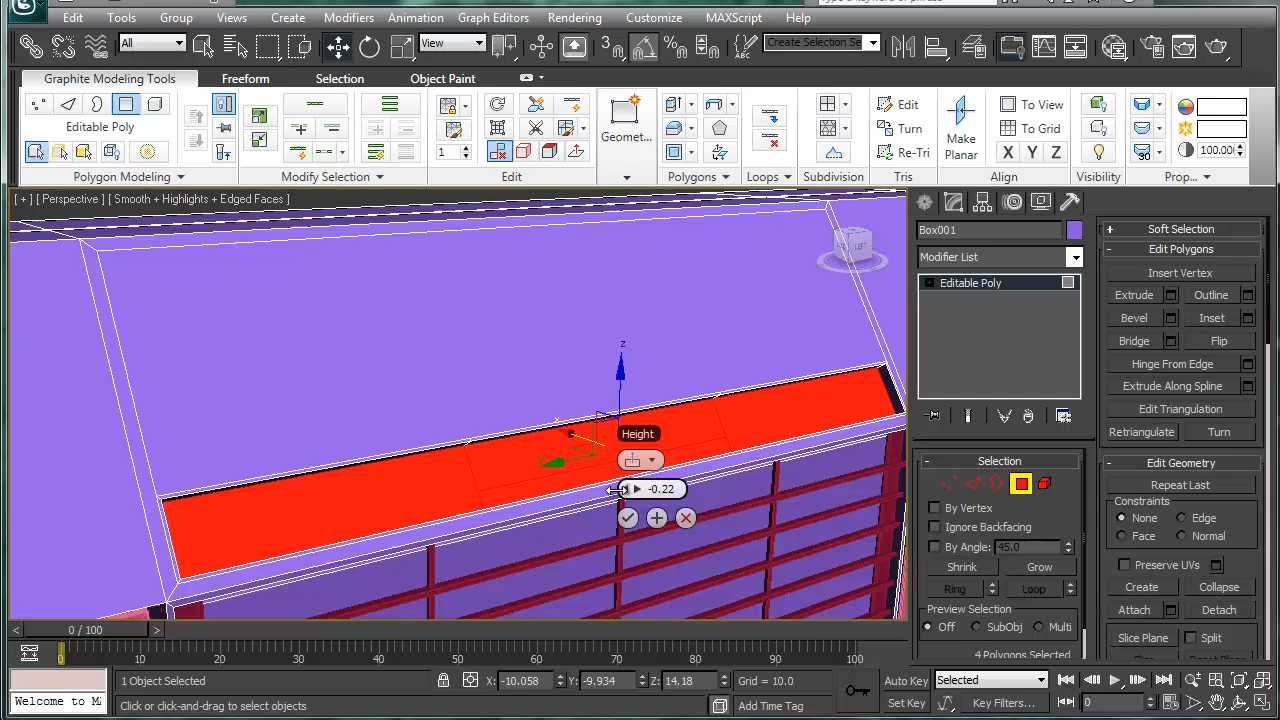 Edit Tools Group Views Create Modifiers Animation Graph Editors Rendering Customize MAXScript Help
All View 3 Create Selection Se
Graphite Modeling Tools Freeform Selection Object Paint
Editable Poly
1
Geomet...
Make Planar
Edit
Turn
Re-Tri
To View
To Grid
X Y Z
100.00
Polygon Modeling Modify Selection Edit Polygons Loops Subdivision Tris Align Visibility Prop...
[ + ] [ Perspective ] [ Smooth + Highlights + Edged Faces ]
LEFT
z
x
y
Height
-0.22
Box001
Modifier List
Editable Poly
Selection
By Vertex
Ignore Backfacing
By Angle: 45.0
Shrink Grow
Ring Loop
Preview Selection
Off SubObj Multi
4 Polygons Selected
Soft Selection
Edit Polygons
Insert Vertex
Extrude Outline
Bevel Inset
Bridge Flip
Hinge From Edge
Extrude Along Spline
Edit Triangulation
Retriangulate Turn
Edit Geometry
Repeat Last
Constraints
None Edge
Face Normal
Preserve UVs
Create Collapse
Attach Detach
Slice Plane Split
0 / 100
0 10 20 30 40 50 60 70 80 90 100
1 Object Selected X: -10.058 Y: -9.934 Z: 14.18 Grid = 10.0 Auto Key Selected
Welcome to M
Click or click-and-drag to select objects Add Time Tag Set Key Key Filters... 0